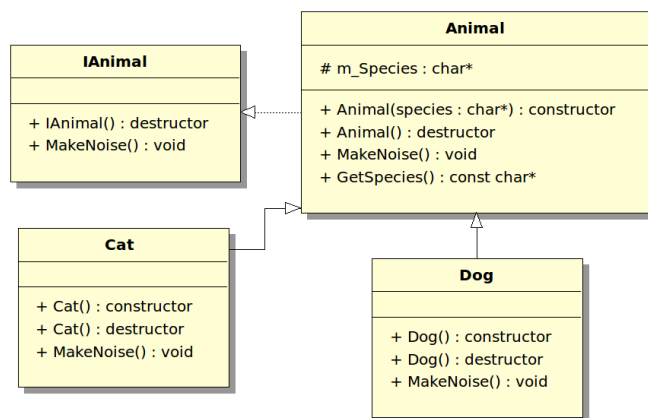 IAnimal
+ IAnimal() : destructor
+ MakeNoise() : void
Animal
# m_Species : char*
+ Animal(species : char*) : constructor
+ Animal() : destructor
+ MakeNoise() : void
+ GetSpecies() : const char*
Cat
+ Cat() : constructor
+ Cat() : destructor
+ MakeNoise() : void
Dog
+ Dog() : constructor
+ Dog() : destructor
+ MakeNoise() : void